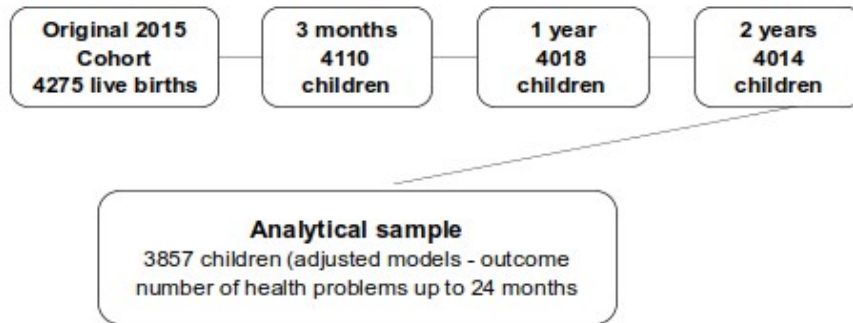 Original 2015
Cohort
4275 live births
3 months
4110
children
1 year
4018
children
2 years
4014
children
Analytical sample
3857 children (adjusted models - outcome
number of health problems up to 24 months